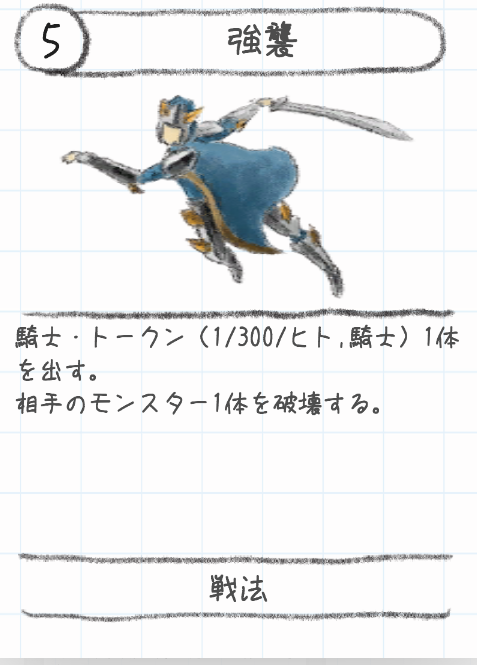 5
強襲
騎士・トークン（1/300/ヒト,騎士）1体
を出す。
相手のモンスター1体を破壊する。
戦法